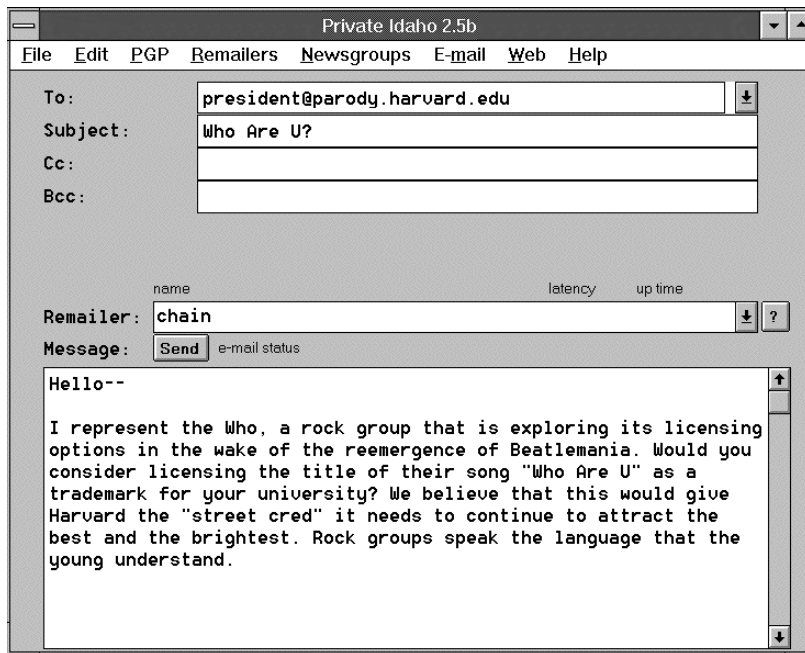 Private Idaho 2.5b
File Edit PGP Remailers Newsgroups E-mail Web Help
To: president@parody.harvard.edu
Subject: Who Are U?
Cc:
Bcc:
name latency up time
Remailer: chain ?
Message: Send e-mail status
Hello--
I represent the Who, a rock group that is exploring its licensing
options in the wake of the reemergence of Beatlemania. Would you
consider licensing the title of their song "Who Are U" as a
trademark for your university? We believe that this would give
Harvard the "street cred" it needs to continue to attract the
best and the brightest. Rock groups speak the language that the
young understand.